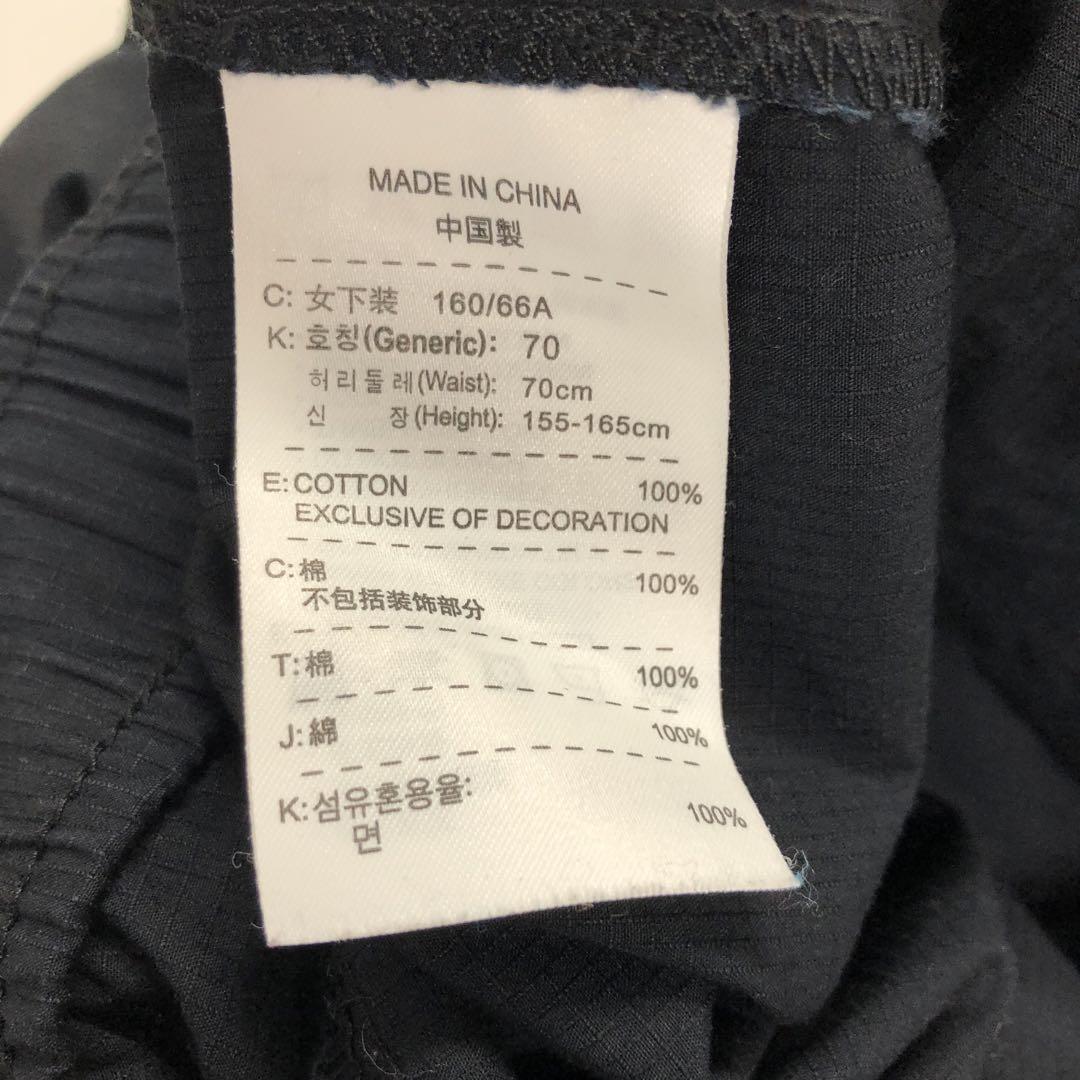 MADE IN CHINA
中国製
C: 女下装 160/66A
K: 호칭(Generic): 70
허리둘레(Waist): 70cm
신 장(Height): 155-165cm
E: COTTON 100%
EXCLUSIVE OF DECORATION
C: 棉 100%
不包括装饰部分
T: 棉 100%
J: 綿 100%
K: 섬유혼용율:
면 100%